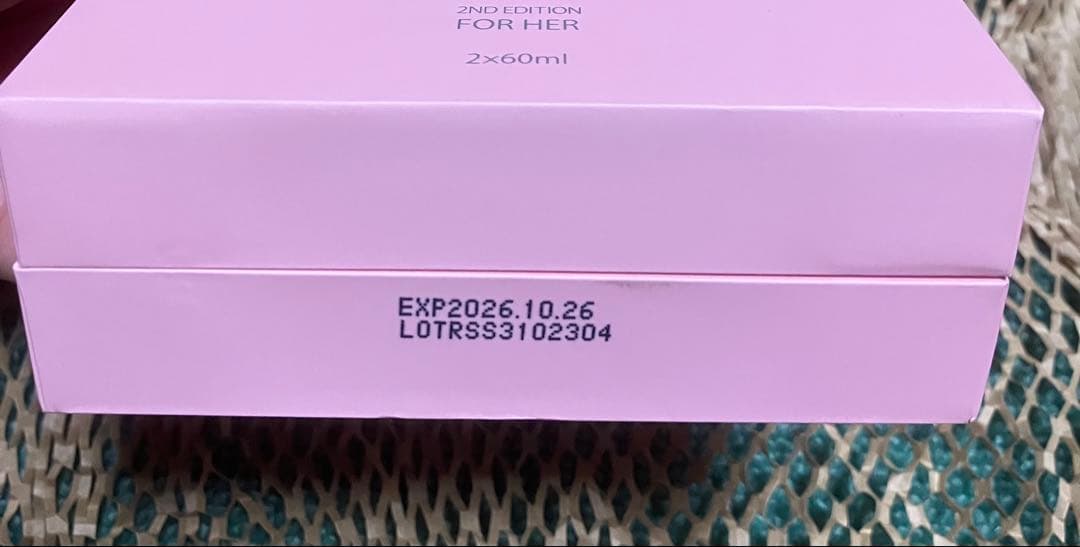 2ND EDITION
FOR HER
2x60ml
EXP2026.10.26
LOTRSS3102304